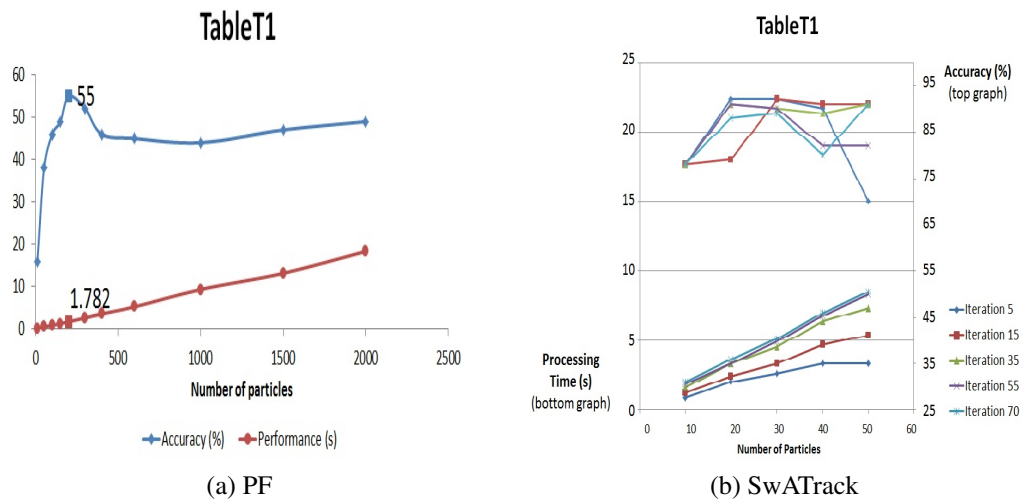 TableT1
60
50
40
30
20
10
0
55
1.782
0 500 1000 1500 2000 2500
Number of particles
Accuracy (%) Performance (s)
(a) PF
TableT1
25
20
15
10
5
0
Processing
Time (s)
(bottom graph)
95
85
75
65
55
45
35
25
Accuracy (%)
(top graph)
Iteration 5
Iteration 15
Iteration 35
Iteration 55
Iteration 70
0 10 20 30 40 50 60
Number of Particles
(b) SwATrack